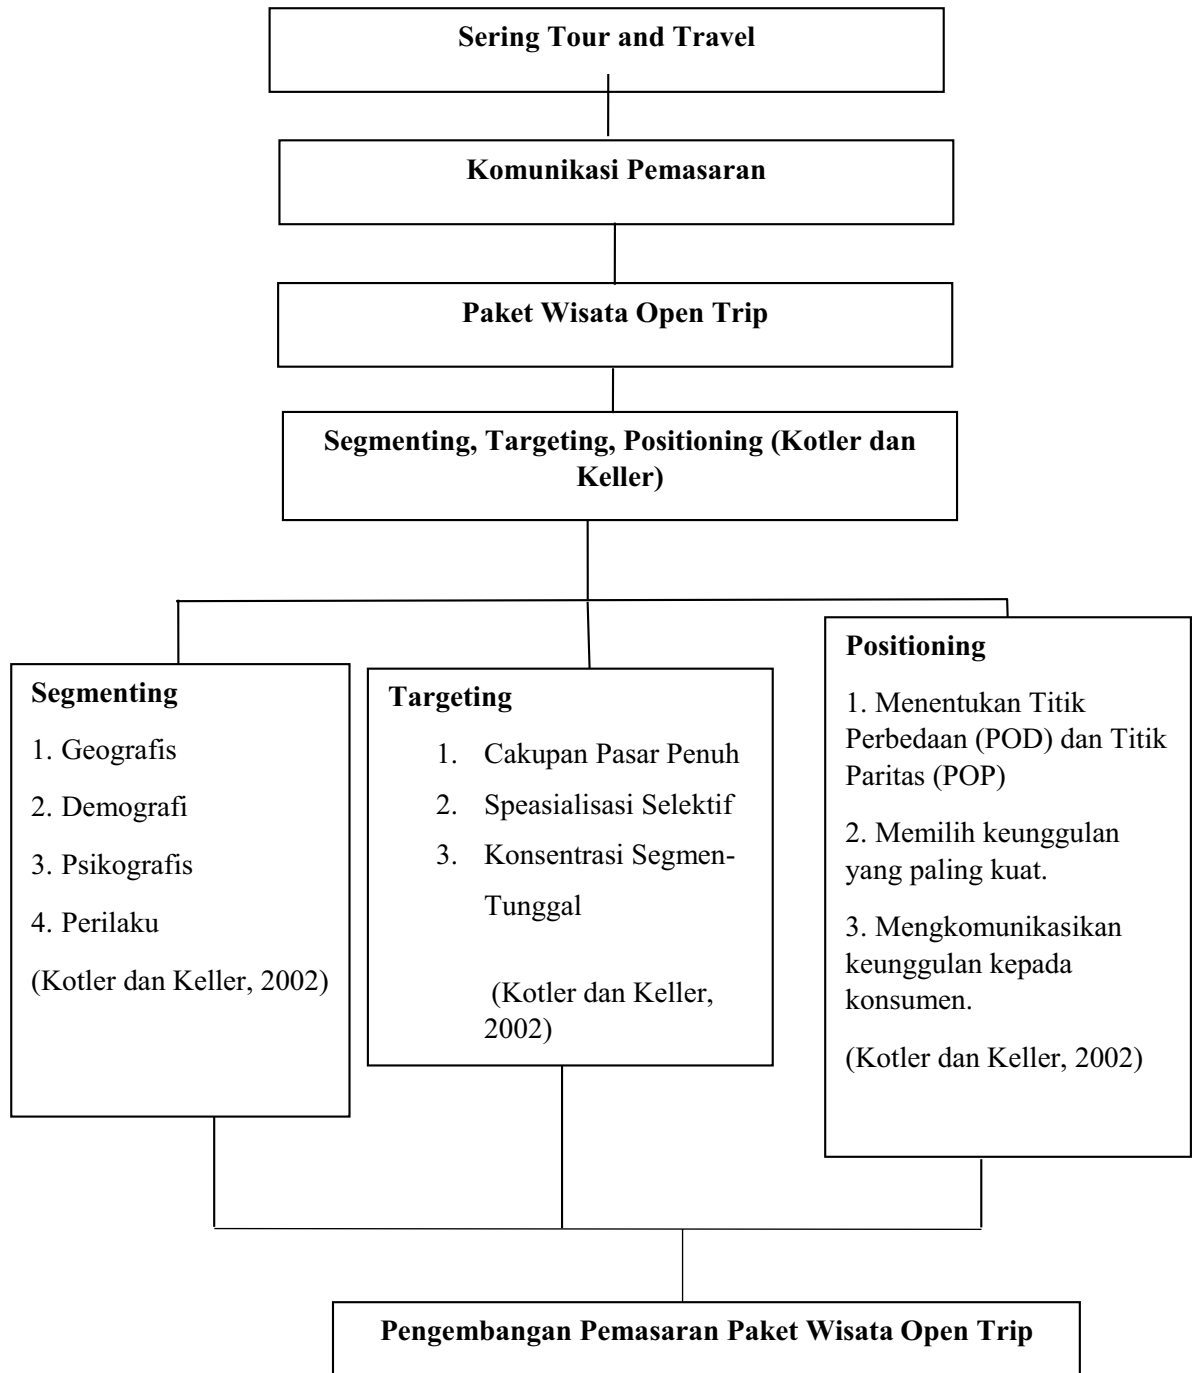 Sering Tour and Travel
Komunikasi Pemasaran
Paket Wisata Open Trip
Segmenting, Targeting, Positioning (Kotler dan
Keller)
Segmenting
1. Geografis
2. Demografi
3. Psikografis
4. Perilaku
(Kotler dan Keller, 2002)
Targeting
1. Cakupan Pasar Penuh
2. Speasialisasi Selektif
3. Konsentrasi Segmen-
Tunggal
(Kotler dan Keller,
2002)
Positioning
1. Menentukan Titik
Perbedaan (POD) dan Titik
Paritas (POP)
2. Memilih keunggulan
yang paling kuat.
3. Mengkomunikasikan
keunggulan kepada
konsumen.
(Kotler dan Keller, 2002)
Pengembangan Pemasaran Paket Wisata Open Trip